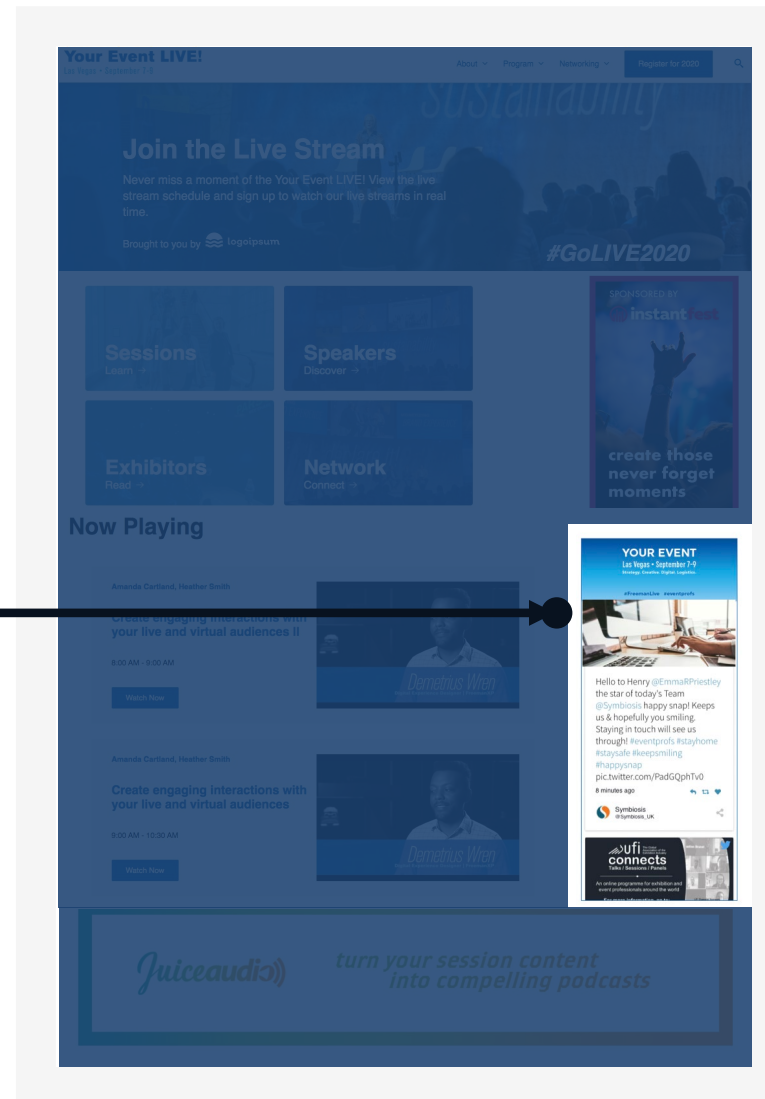 Your Event LIVE!
Las Vegas • September 7-9
About
Program
Networking
Register for 2020
sustainability
Join the Live Stream
Never miss a moment of the Your Event LIVE! View the live
stream schedule and sign up to watch our live streams in real
time.
Brought to you by logoipsum
#GoLIVE2020
Sessions
Learn →
Speakers
Discover →
Exhibitors
Read →
Network
Connect →
SPONSORED BY
instantfest
create those
never forget
moments
Now Playing
Amanda Cartland, Heather Smith
Create engaging interactions with
your live and virtual audiences II
8:00 AM - 9:00 AM
Watch Now
Demetrius Wren
Amanda Cartland, Heather Smith
Create engaging interactions with
your live and virtual audiences
9:00 AM - 10:30 AM
Watch Now
Demetrius Wren
YOUR EVENT
Las Vegas • September 7-9
Strategy. Creative. Digital. Logistics.
#freemanLive #eventprofs
Hello to Henry @EmmaRPriestley
the star of today's Team
@Symbiosis happy snap! Keeps
us & hopefully you smiling.
Staying in touch will see us
through! #eventprofs #stayhome
#staysafe #keepsmiling
#happysnap
pic.twitter.com/PadGQphTv0
8 minutes ago
Symbiosis
@Symbiosis_UK
ufi
connects
Talks / Sessions / Panels
An online programme for exhibition and
event professionals around the world
Juiceaudio
turn your session content
into compelling podcasts